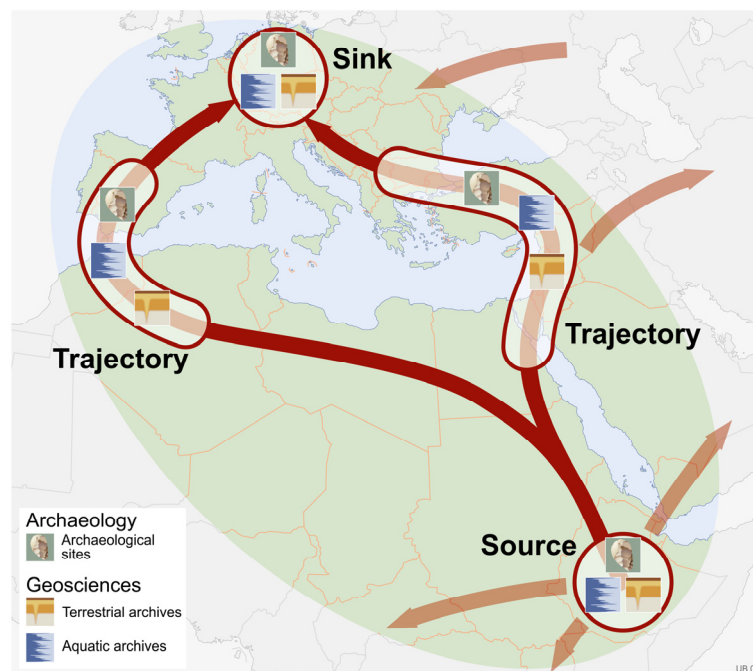 Sink
Trajectory
Trajectory
Source
Archaeology
Archaeological
sites
Geosciences
Terrestrial archives
Aquatic archives